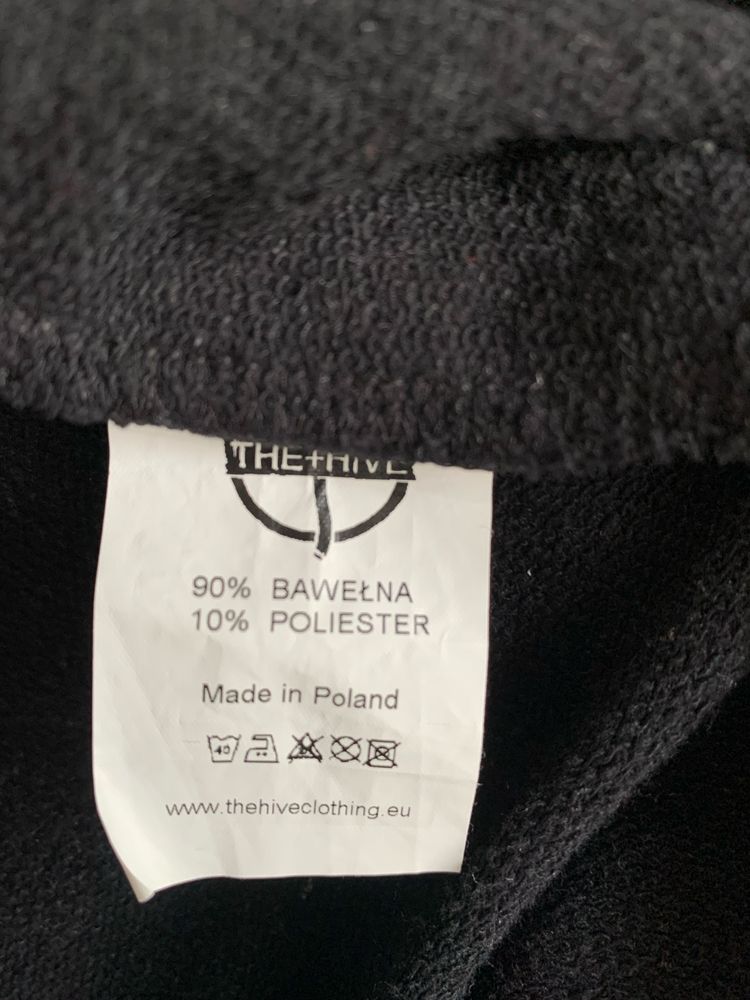 THE+HIVE
90% BAWEŁNA
10% POLIESTER
Made in Poland
40
www.thehiveclothing.eu